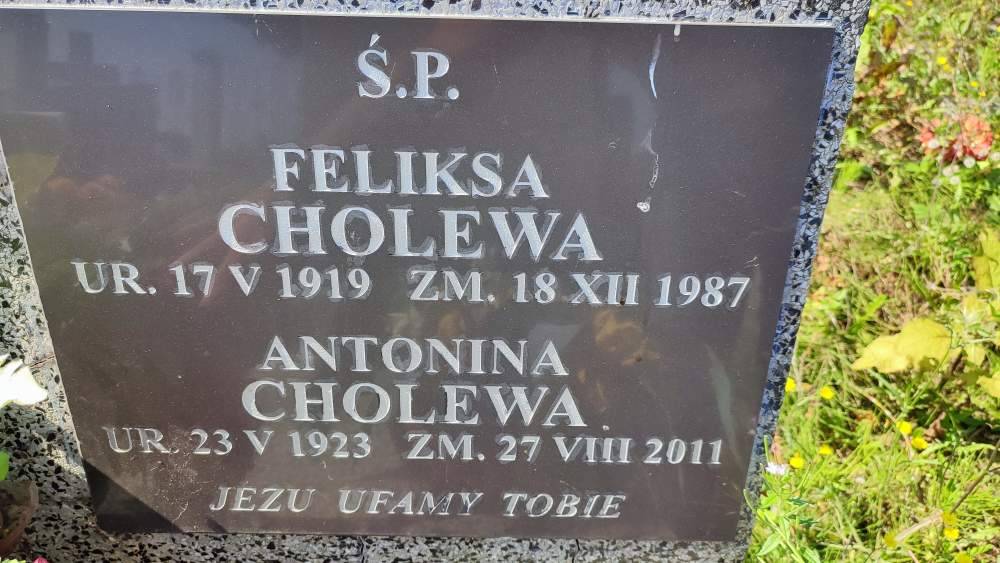 Ś.P.
FELIKSA
CHOLEWA
UR. 17 V 1919 ZM. 18 XII 1987
ANTONINA
CHOLEWA
UR. 23 V 1923 ZM. 27 VIII 2011
JEZU UFAMY TOBIE